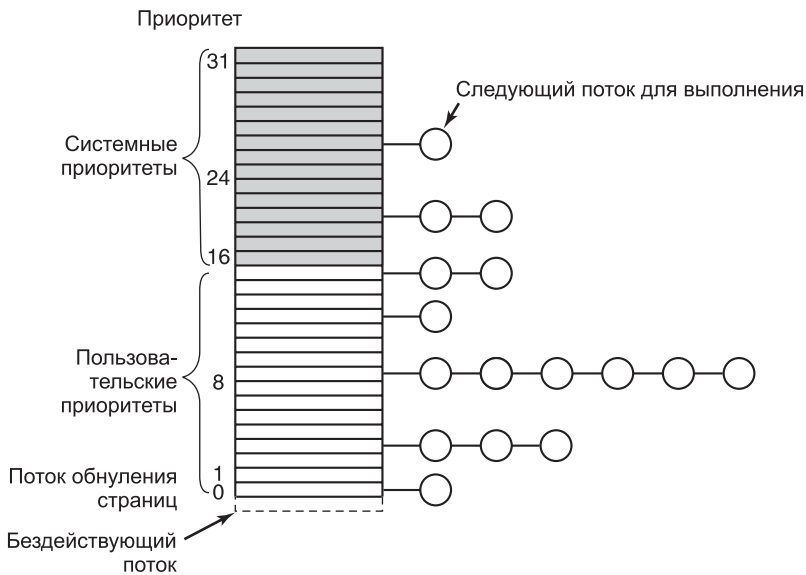 Приоритет
31
Следующий поток для выполнения
Системные
приоритеты
24
16
Пользова-
тельские
приоритеты
8
Поток обнуления
страниц
1
0
Бездействующий
поток